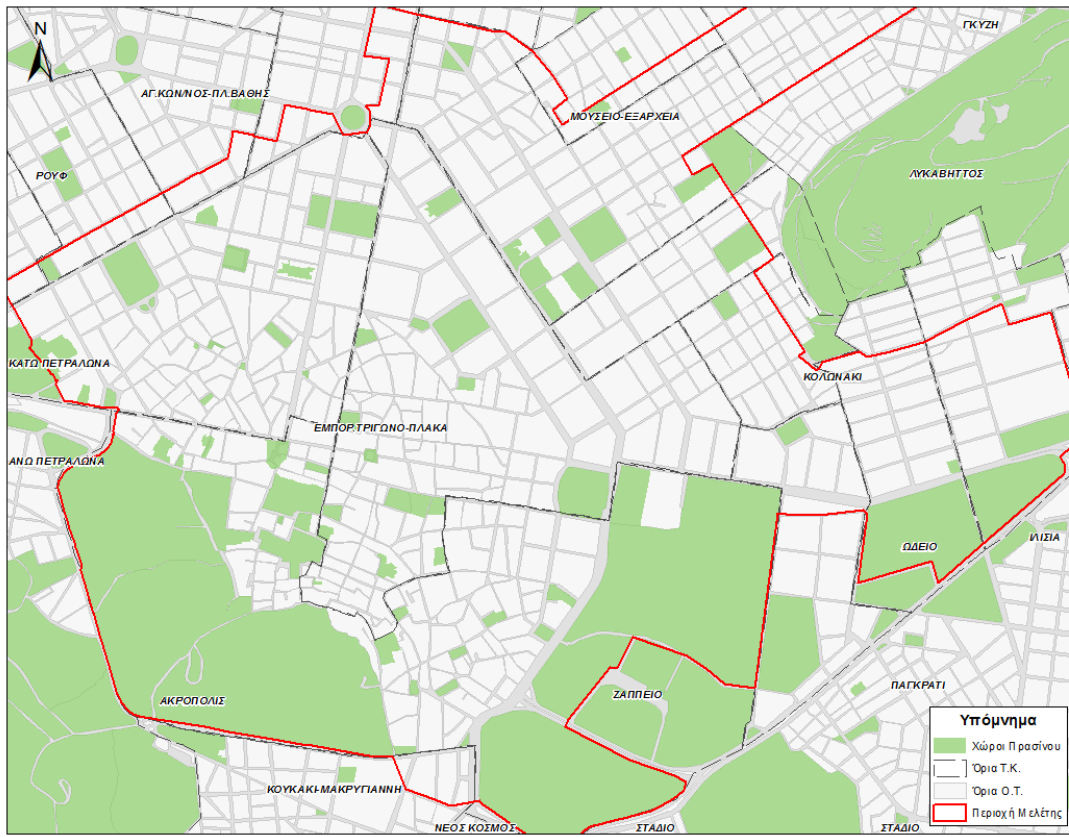 N
ΓΚΥΖΗ
ΑΓ.ΚΩΝ/ΝΟΣ-ΠΛ.ΒΑΘΗΣ
ΜΟΥΣΕΙΟ-ΕΞΑΡΧΕΙΑ
ΡΟΥΦ
ΛΥΚΑΒΗΤΤΟΣ
ΚΑΤΩ ΠΕΤΡΑΛΩΝΑ
ΚΟΛΩΝΑΚΙ
ΕΜΠΟΡ.ΤΡΙΓΩΝΟ-ΠΛΑΚΑ
ΑΝΩ ΠΕΤΡΑΛΩΝΑ
ΙΛΙΣΙΑ
ΩΔΕΙΟ
ΠΑΓΚΡΑΤΙ
ΖΑΠΠΕΙΟ
ΑΚΡΟΠΟΛΙΣ
Υπόμνημα
Χώροι Πρασίνου
Όρια Τ.Κ.
Όρια Ο.Τ.
Περιοχή Μελέτης
ΚΟΥΚΑΚΙ-ΜΑΚΡΥΓΙΑΝΝΗ
ΝΕΟΣ ΚΟΣΜΟΣ
ΣΤΑΔΙΟ
ΣΤΑΔΙΟ